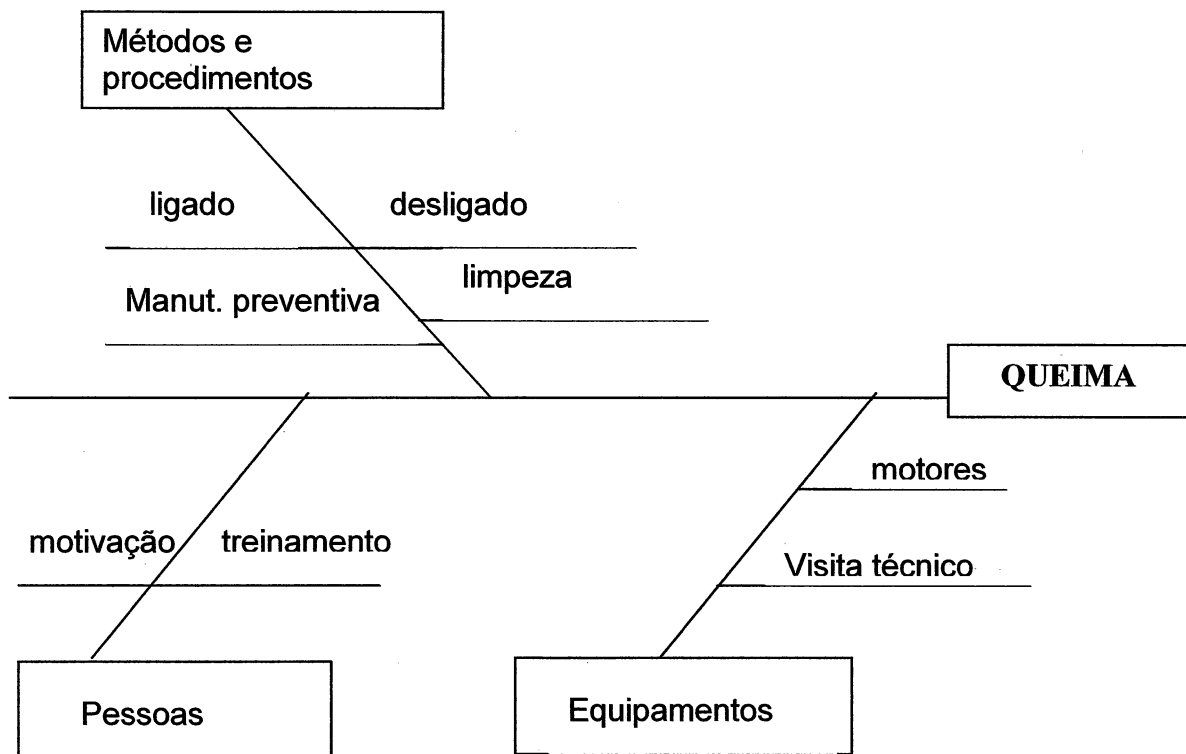 Métodos e
procedimentos
ligado
desligado
limpeza
Manut. preventiva
QUEIMA
motores
motivação
treinamento
Visita técnico
Pessoas
Equipamentos